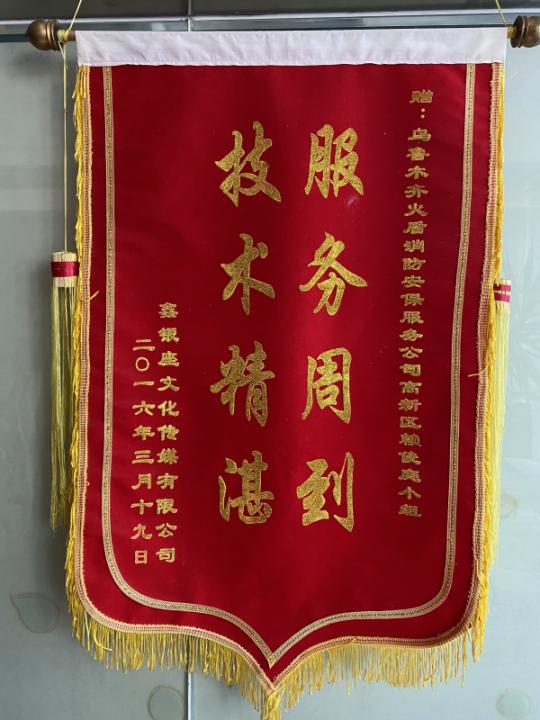 赠：乌鲁木齐火盾消防安保服务公司高新区赖使庭小组
服务周到
技术精湛
鑫银座文化传媒有限公司
二〇一六年三月十九日